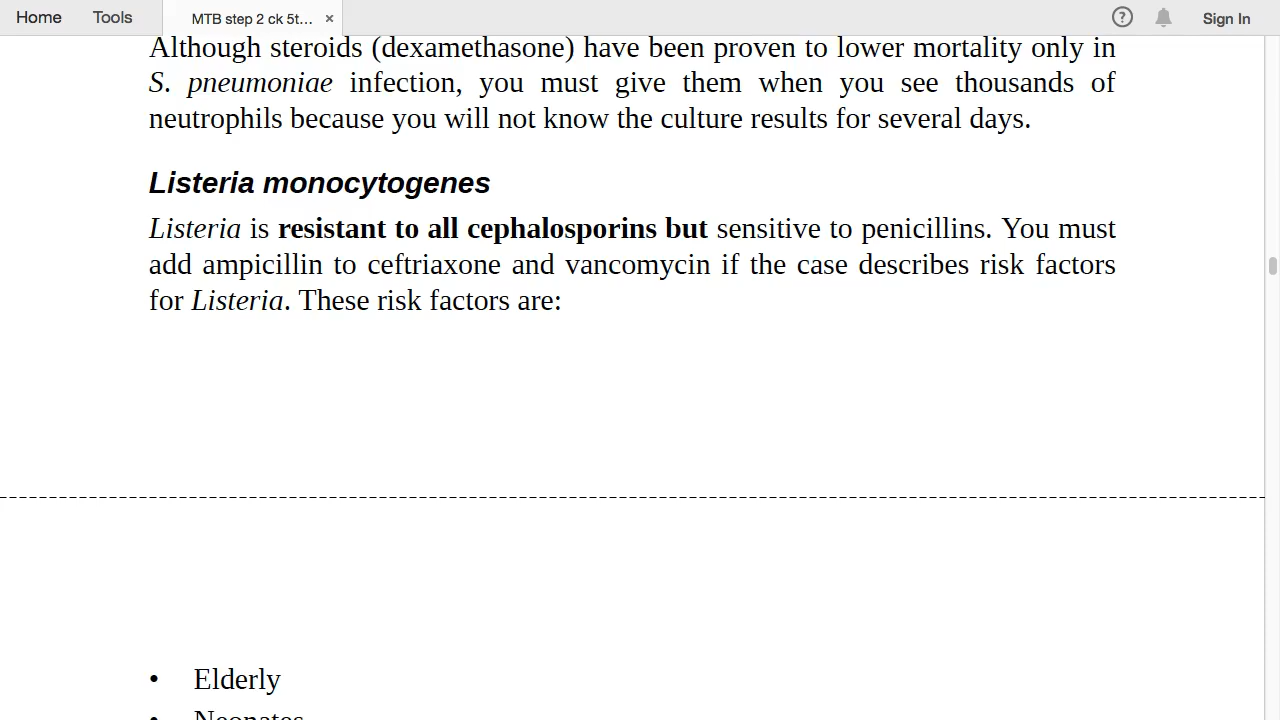 Home Tools MTB step 2 ck 5t... × ? Sign In
Although steroids (dexamethasone) have been proven to lower mortality only in
S. pneumoniae infection, you must give them when you see thousands of
neutrophils because you will not know the culture results for several days.
Listeria monocytogenes
Listeria is resistant to all cephalosporins but sensitive to penicillins. You must
add ampicillin to ceftriaxone and vancomycin if the case describes risk factors
for Listeria. These risk factors are:
• Elderly
• Neonates